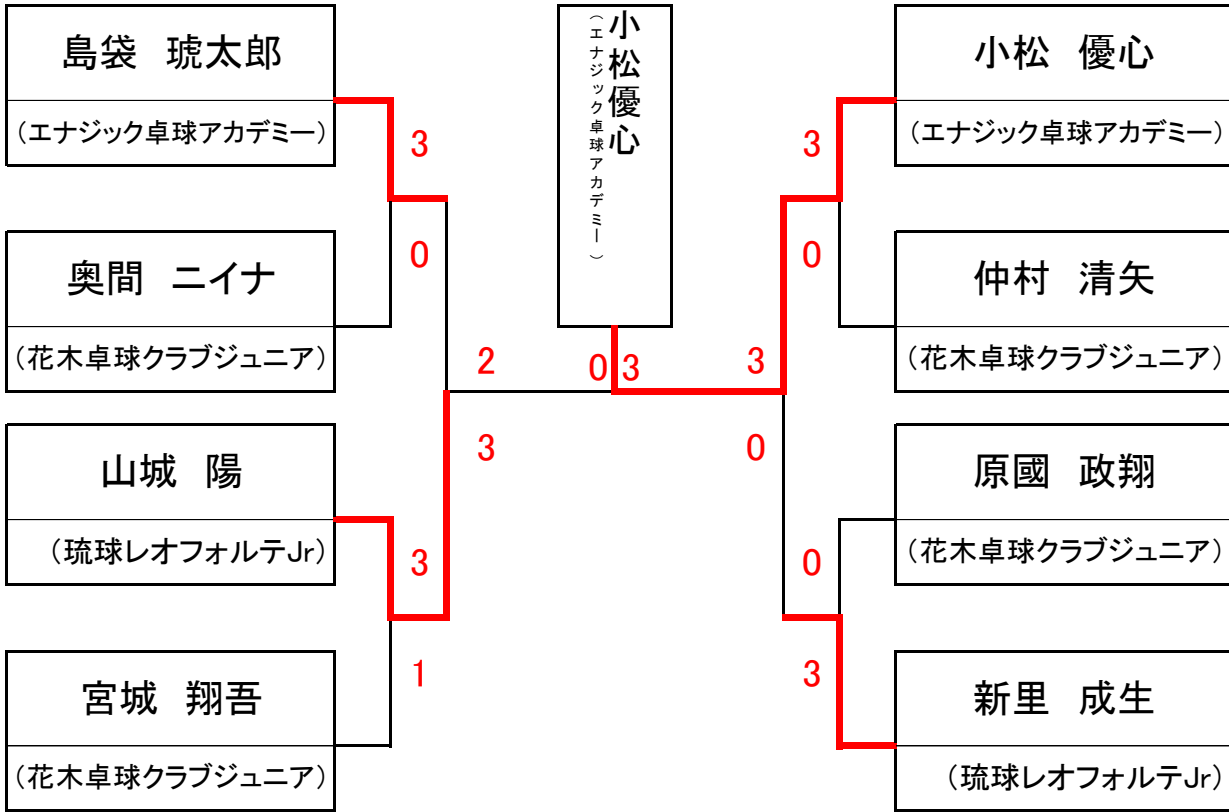 島袋　琥太郎
(エナジック卓球アカデミー)
奥間　ニイナ
(花木卓球クラブジュニア)
山城　陽
(琉球レオフォルテJr)
宮城　翔吾
(花木卓球クラブジュニア)
3
0
3
1
2
3
小松優心
(エナジック卓球アカデミー)
0 3
3
0
3
0
0
3
小松　優心
(エナジック卓球アカデミー)
仲村　清矢
(花木卓球クラブジュニア)
原國　政翔
(花木卓球クラブジュニア)
新里　成生
(琉球レオフォルテJr)